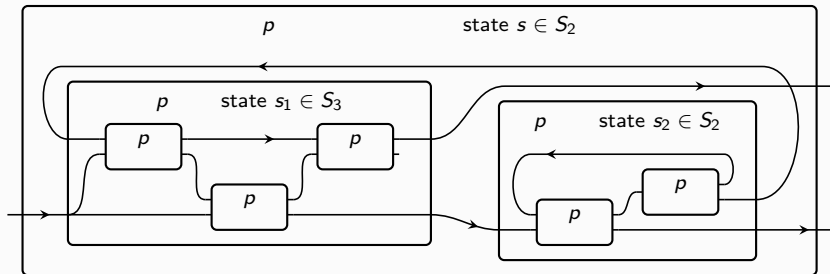 p state s ∈ S₂
p state s₁ ∈ S₃
p state s₂ ∈ S₂
p p
p
p
p